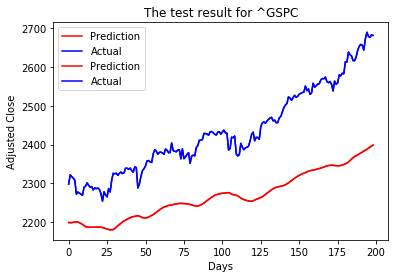 The test result for ^GSPC
Prediction
Actual
Prediction
Actual
2700
2600
2500
2400
2300
2200
Adjusted Close
0 25 50 75 100 125 150 175 200
Days